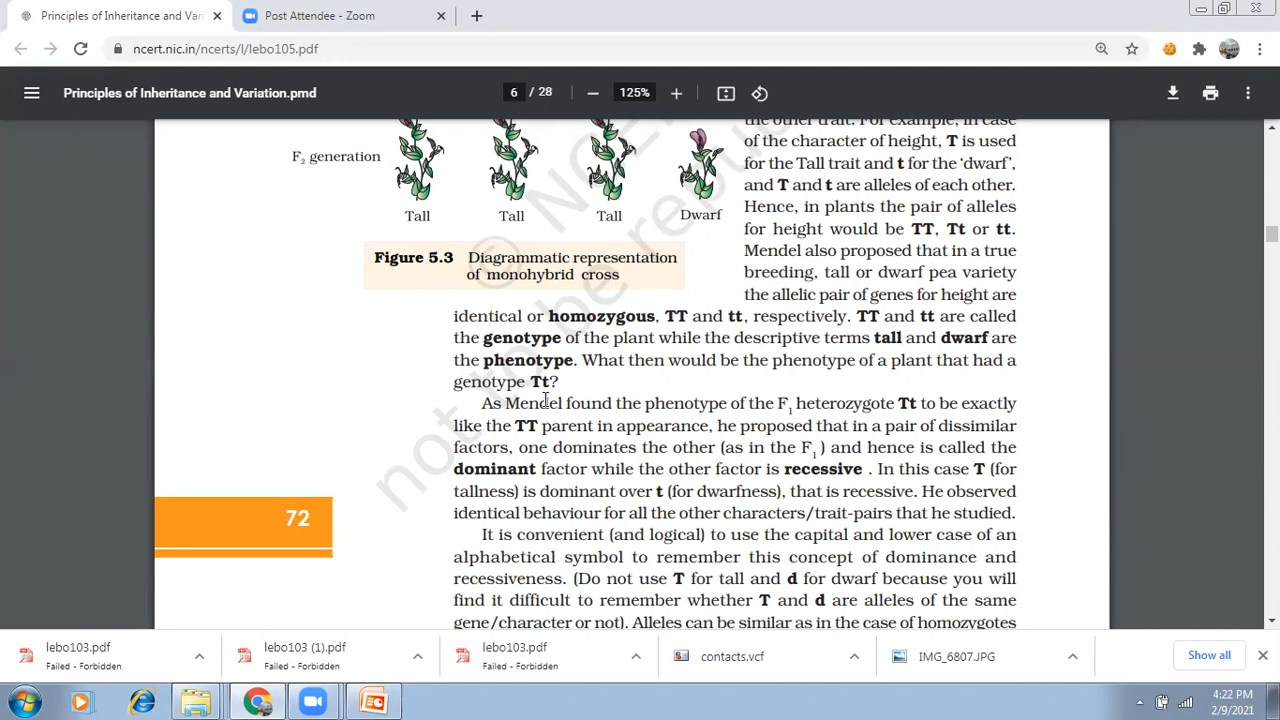 Principles of Inheritance and Vari
Post Attendee - Zoom
ncert.nic.in/ncerts/l/lebo105.pdf
Principles of Inheritance and Variation.pmd
6 / 28
125%
the other trait. For example, in case
of the character of height, T is used
for the Tall trait and t for the ‘dwarf’,
and T and t are alleles of each other.
Hence, in plants the pair of alleles
for height would be TT, Tt or tt.
Mendel also proposed that in a true
breeding, tall or dwarf pea variety
the allelic pair of genes for height are
F2 generation
Tall
Tall
Tall
Dwarf
Figure 5.3 Diagrammatic representation
of monohybrid cross
identical or homozygous, TT and tt, respectively. TT and tt are called
the genotype of the plant while the descriptive terms tall and dwarf are
the phenotype. What then would be the phenotype of a plant that had a
genotype Tt?
As Mendel found the phenotype of the F1 heterozygote Tt to be exactly
like the TT parent in appearance, he proposed that in a pair of dissimilar
factors, one dominates the other (as in the F1 ) and hence is called the
dominant factor while the other factor is recessive . In this case T (for
tallness) is dominant over t (for dwarfness), that is recessive. He observed
identical behaviour for all the other characters/trait-pairs that he studied.
It is convenient (and logical) to use the capital and lower case of an
alphabetical symbol to remember this concept of dominance and
recessiveness. (Do not use T for tall and d for dwarf because you will
find it difficult to remember whether T and d are alleles of the same
gene/character or not). Alleles can be similar as in the case of homozygotes
72
© NCE
not to be repu
lebo103.pdf
Failed - Forbidden
lebo103 (1).pdf
Failed - Forbidden
lebo103.pdf
Failed - Forbidden
contacts.vcf
IMG_6807.JPG
Show all
4:22 PM
2/9/2021